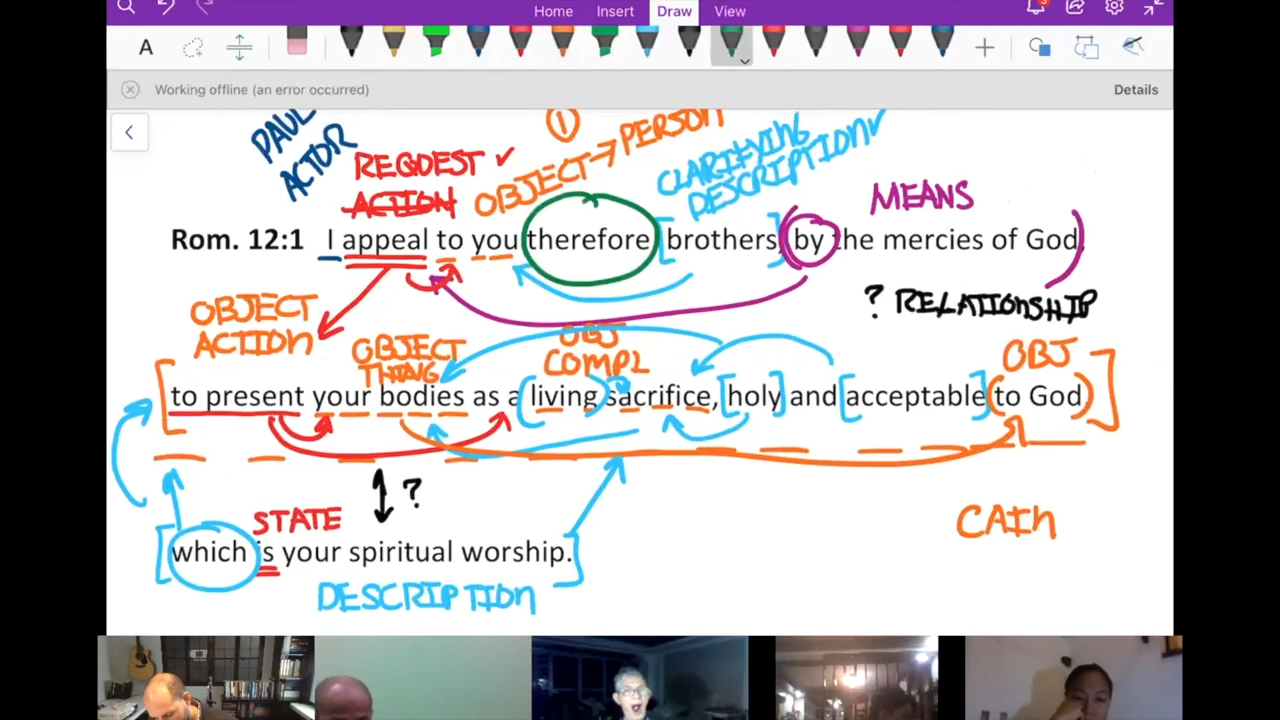 Home Insert Draw View
3
A
Working offline (an error occurred) Details
PAUL
ACTOR
REQUEST
ACTION
1
OBJECT → PERSON
CLARIFYING
DESCRIPTION
MEANS
Rom. 12:1 I appeal to you therefore brothers, by the mercies of God,
? RELATIONSHIP
OBJECT
ACTION
OBJECT
THING
OBJ
COMPL
OBJ
to present your bodies as a living sacrifice, holy and acceptable to God
?
STATE
CAIN
which is your spiritual worship.
DESCRIPTION